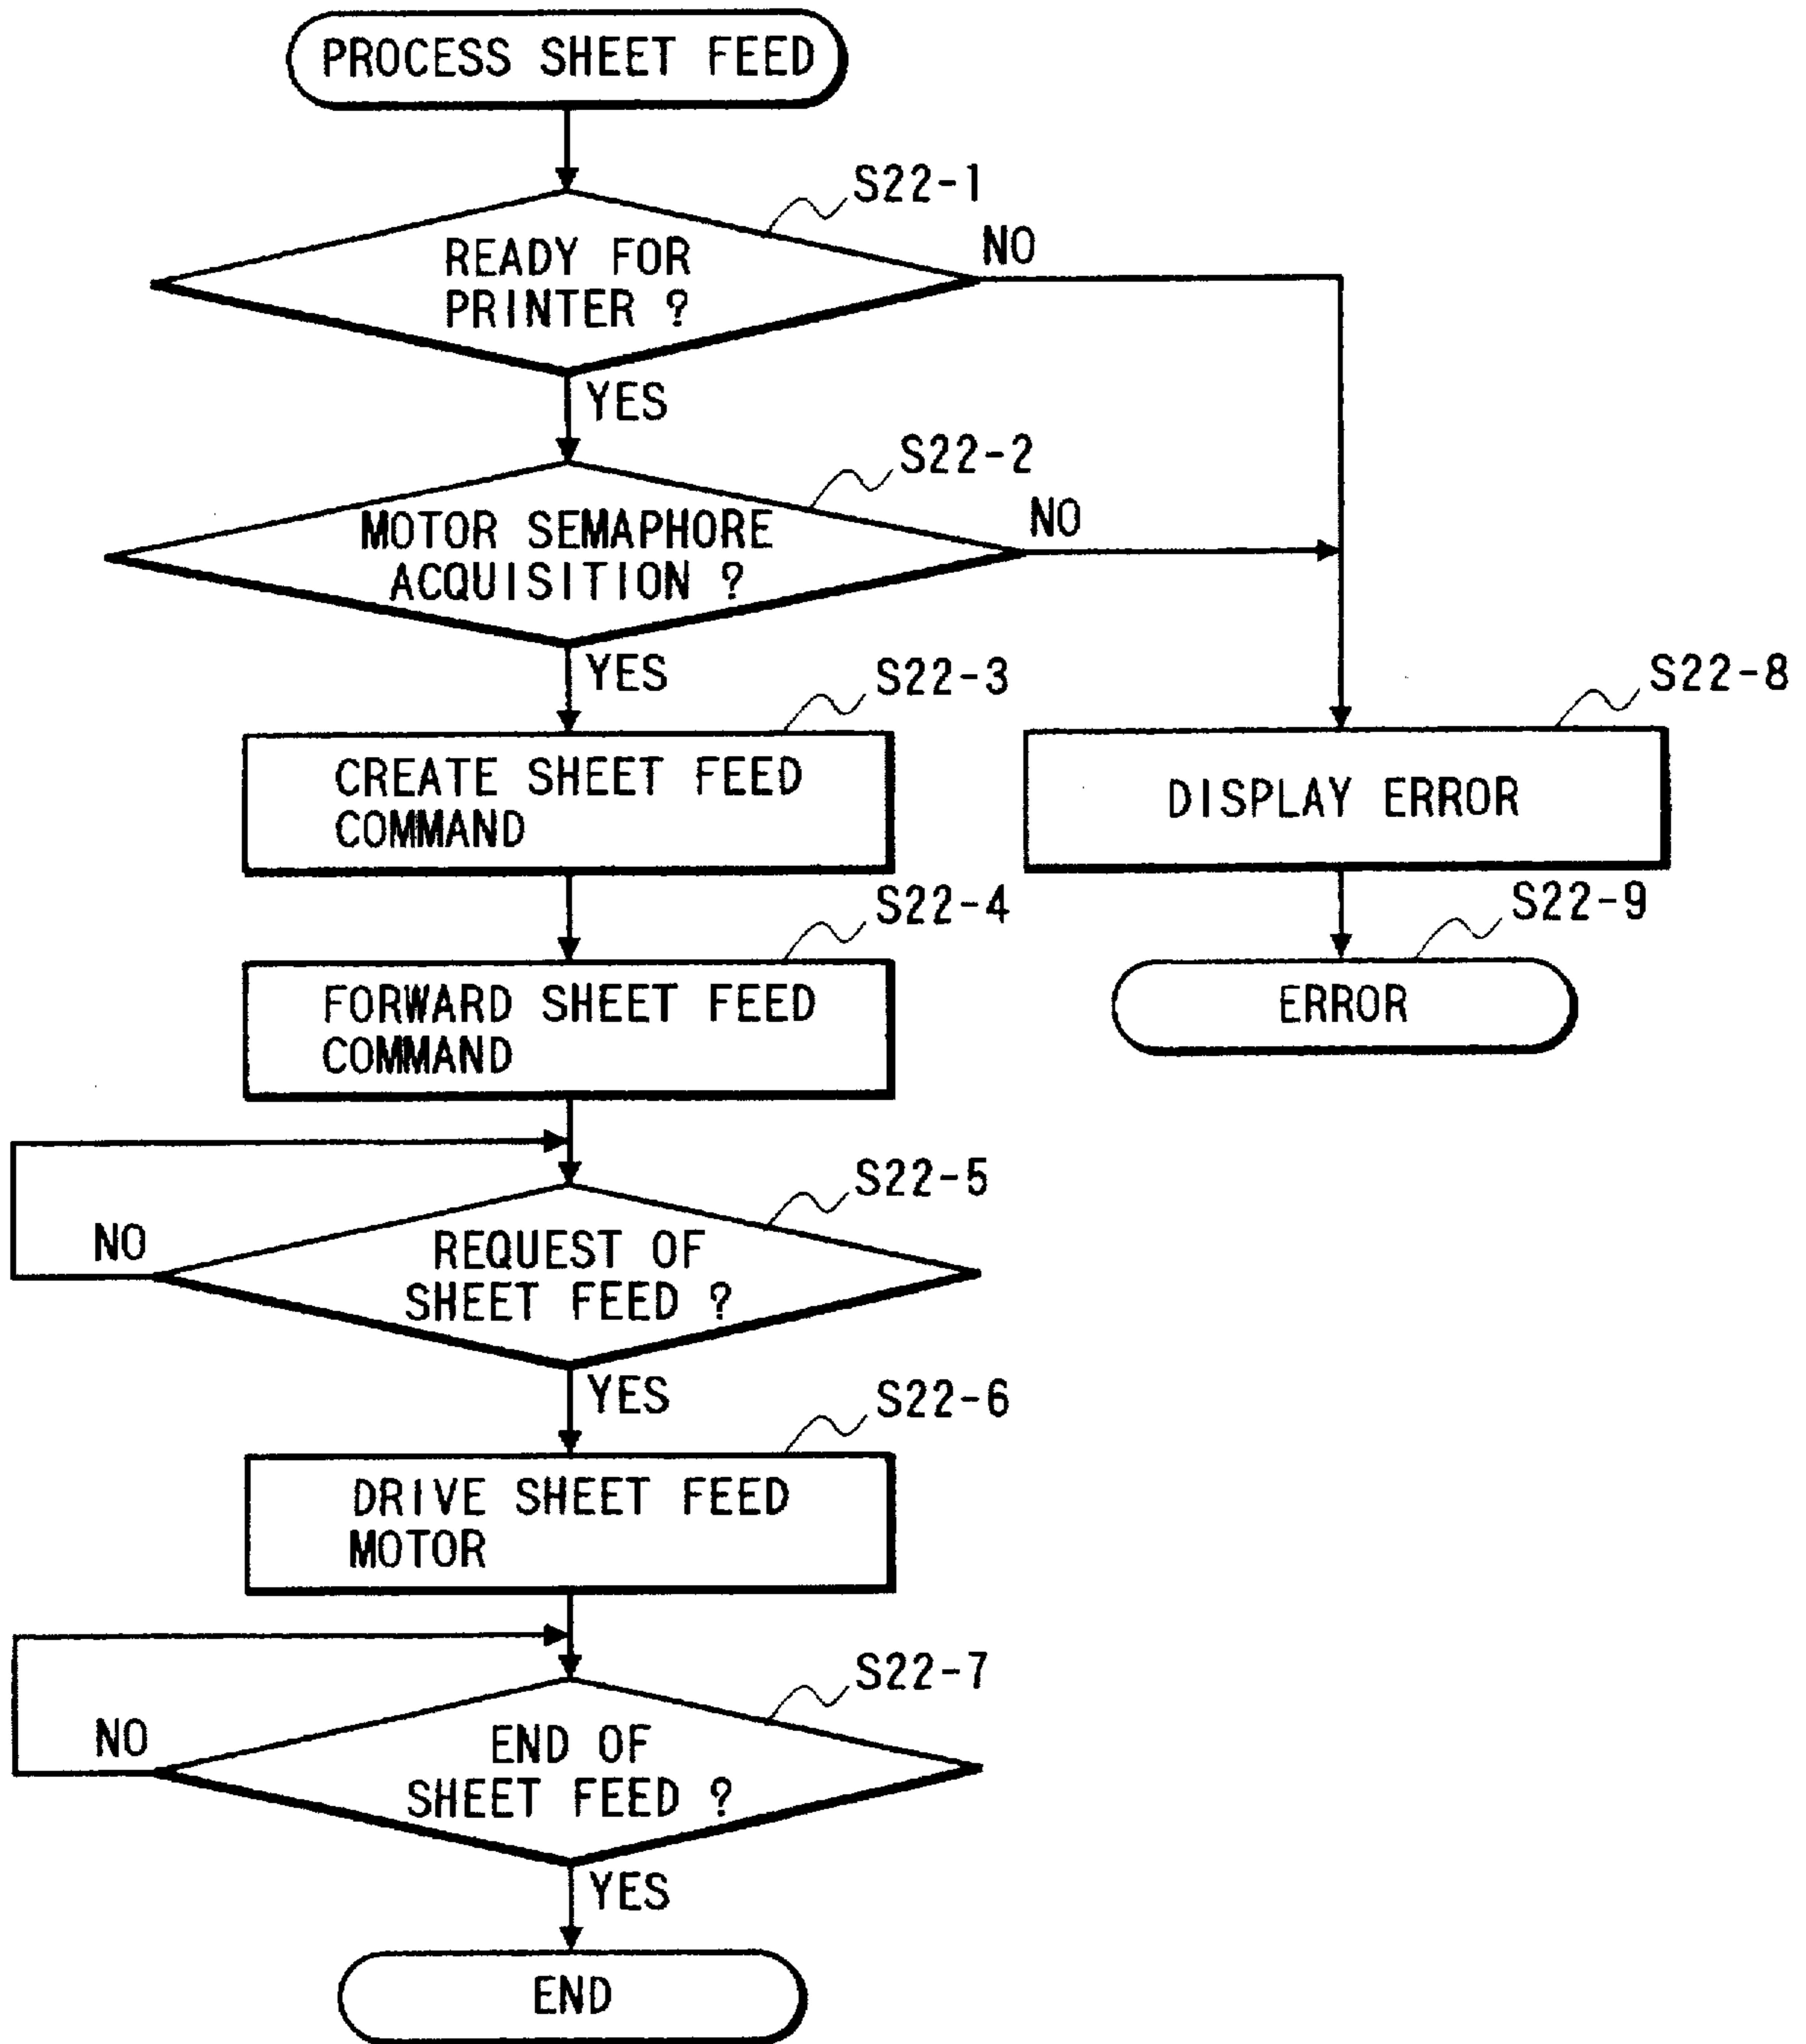 PROCESS SHEET FEED
S22-1
READY FOR
PRINTER ?
NO
YES
S22-2
MOTOR SEMAPHORE
ACQUISITION ?
NO
YES
S22-3
CREATE SHEET FEED
COMMAND
S22-8
DISPLAY ERROR
S22-4
FORWARD SHEET FEED
COMMAND
S22-9
ERROR
S22-5
REQUEST OF
SHEET FEED ?
NO
YES
S22-6
DRIVE SHEET FEED
MOTOR
S22-7
END OF
SHEET FEED ?
NO
YES
END